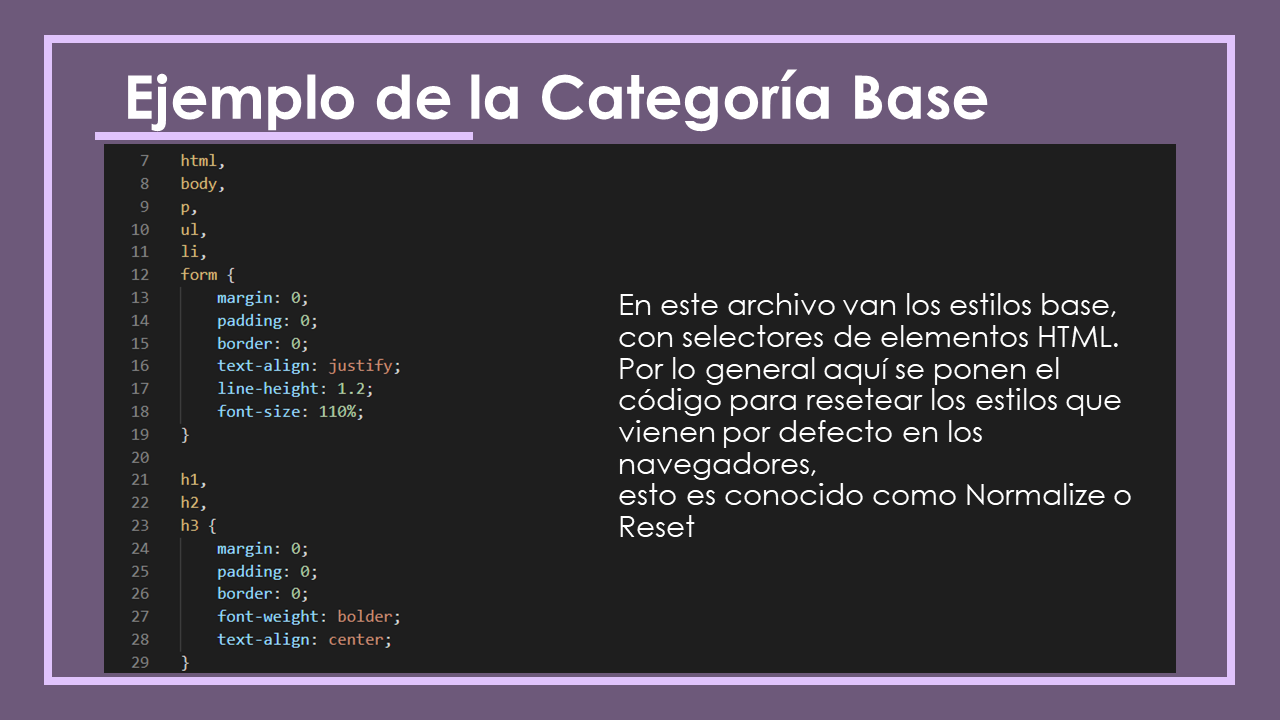 Ejemplo de la Categoría Base
7 html,
8 body,
9 p,
10 ul,
11 li,
12 form {
13 margin: 0;
14 padding: 0;
15 border: 0;
16 text-align: justify;
17 line-height: 1.2;
18 font-size: 110%;
19 }
20
21 h1,
22 h2,
23 h3 {
24 margin: 0;
25 padding: 0;
26 border: 0;
27 font-weight: bolder;
28 text-align: center;
29 }
En este archivo van los estilos base,
con selectores de elementos HTML.
Por lo general aquí se ponen el
código para resetear los estilos que
vienen por defecto en los
navegadores,
esto es conocido como Normalize o
Reset